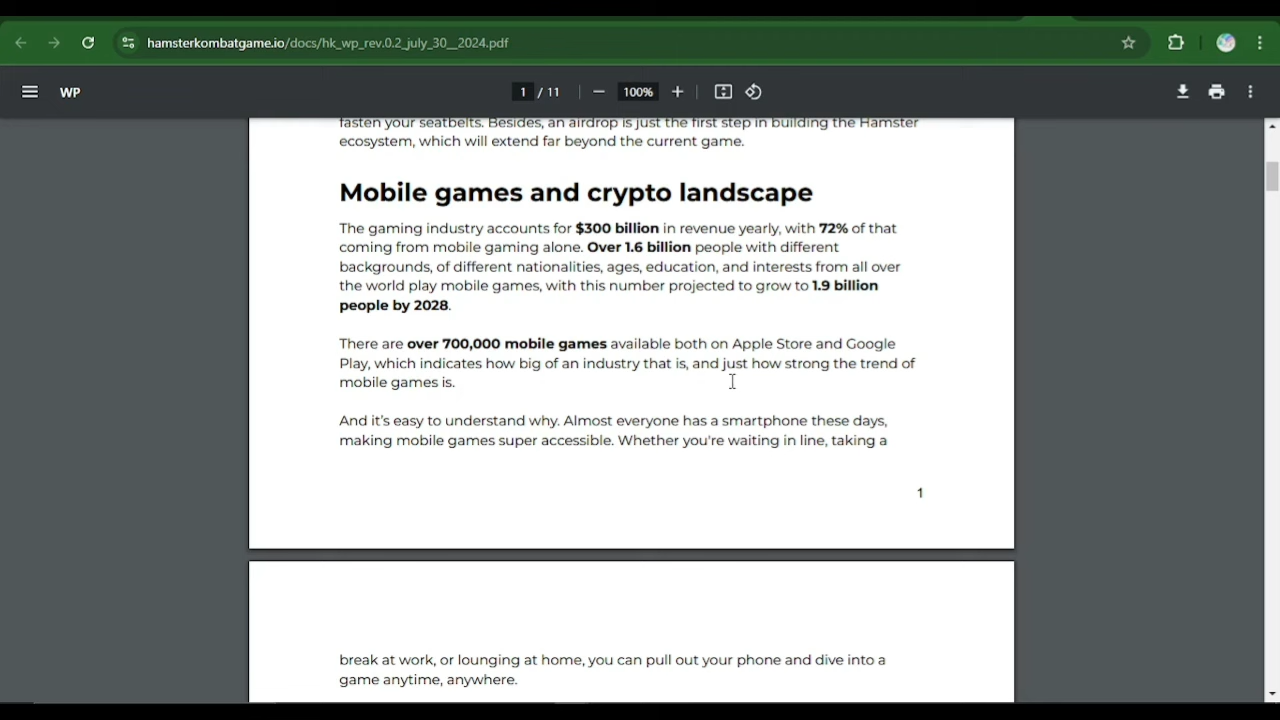 hamsterkombatgame.io/docs/hk_wp_rev.0.2_july_30__2024.pdf
WP
1 / 11
100%
fasten your seatbelts. Besides, an airdrop is just the first step in building the Hamster
ecosystem, which will extend far beyond the current game.
Mobile games and crypto landscape
The gaming industry accounts for $300 billion in revenue yearly, with 72% of that
coming from mobile gaming alone. Over 1.6 billion people with different
backgrounds, of different nationalities, ages, education, and interests from all over
the world play mobile games, with this number projected to grow to 1.9 billion
people by 2028.
There are over 700,000 mobile games available both on Apple Store and Google
Play, which indicates how big of an industry that is, and just how strong the trend of
mobile games is.
And it's easy to understand why. Almost everyone has a smartphone these days,
making mobile games super accessible. Whether you're waiting in line, taking a
1
break at work, or lounging at home, you can pull out your phone and dive into a
game anytime, anywhere.